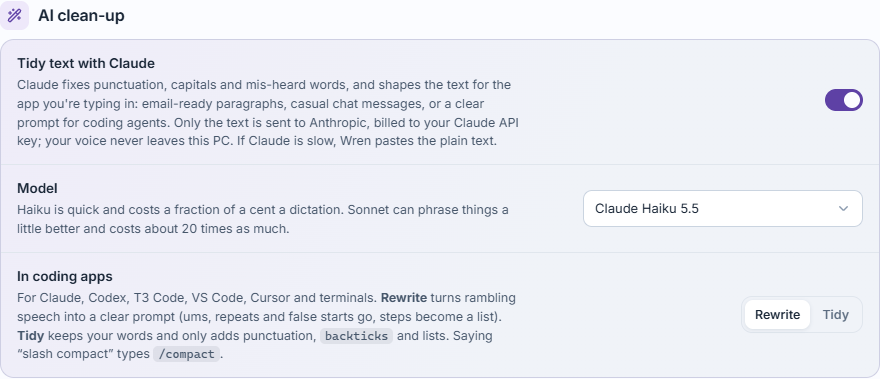 AI clean-up
Tidy text with Claude
Claude fixes punctuation, capitals and mis-heard words, and shapes the text for the
app you're typing in: email-ready paragraphs, casual chat messages, or a clear
prompt for coding agents. Only the text is sent to Anthropic, billed to your Claude API
key; your voice never leaves this PC. If Claude is slow, Wren pastes the plain text.
Model
Haiku is quick and costs a fraction of a cent a dictation. Sonnet can phrase things a
little better and costs about 20 times as much.
Claude Haiku 5.5
In coding apps
For Claude, Codex, T3 Code, VS Code, Cursor and terminals. Rewrite turns rambling
speech into a clear prompt (ums, repeats and false starts go, steps become a list).
Tidy keeps your words and only adds punctuation, backticks and lists. Saying
“slash compact” types /compact.
Rewrite Tidy